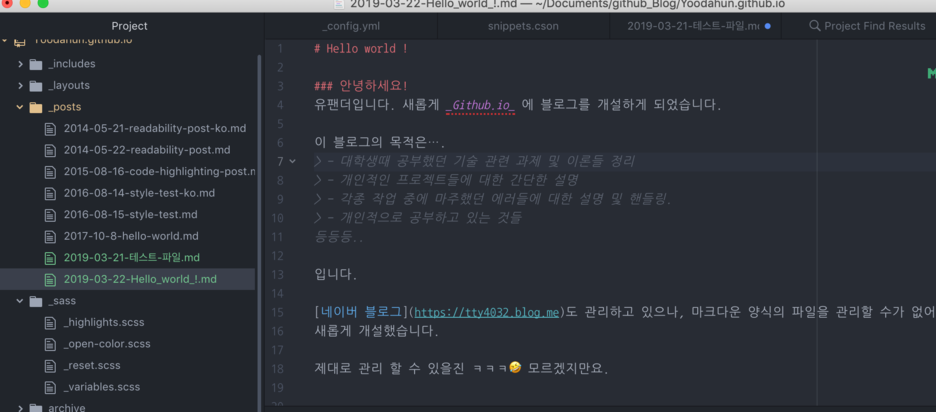 2019-03-22-Hello_world_!.md — ~/Documents/github_Blog/Yoodahun.github.io
Project
_config.yml
snippets.cson
2019-03-21-테스트-파일.mc
Project Find Results
Yoodahun.github.io
_includes
_layouts
_posts
2014-05-21-readability-post-ko.md
2014-05-22-readability-post.md
2015-08-16-code-highlighting-post.m
2016-08-14-style-test-ko.md
2016-08-15-style-test.md
2017-10-8-hello-world.md
2019-03-21-테스트-파일.md
2019-03-22-Hello_world_!.md
_sass
_highlights.scss
_open-color.scss
_reset.scss
_variables.scss
archive
1 # Hello world !
2
3 ### 안녕하세요!
4 유팬더입니다. 새롭게 _Github.io_ 에 블로그를 개설하게 되었습니다.
5
6 이 블로그의 목적은….
7 > - 대학생때 공부했던 기술 관련 과제 및 이론들 정리
8 > - 개인적인 프로젝트들에 대한 간단한 설명
9 > - 각종 작업 중에 마주했던 에러들에 대한 설명 및 핸들링.
10 > - 개인적으로 공부하고 있는 것들
11 등등등..
12
13 입니다.
14
15 [네이버 블로그](https://tty4032.blog.me)도 관리하고 있으나, 마크다운 양식의 파일을 관리할 수가 없어
16 새롭게 개설했습니다.
17
18 제대로 관리 할 수 있을진 ㅋㅋㅋ🤣 모르겠지만요.
19
20